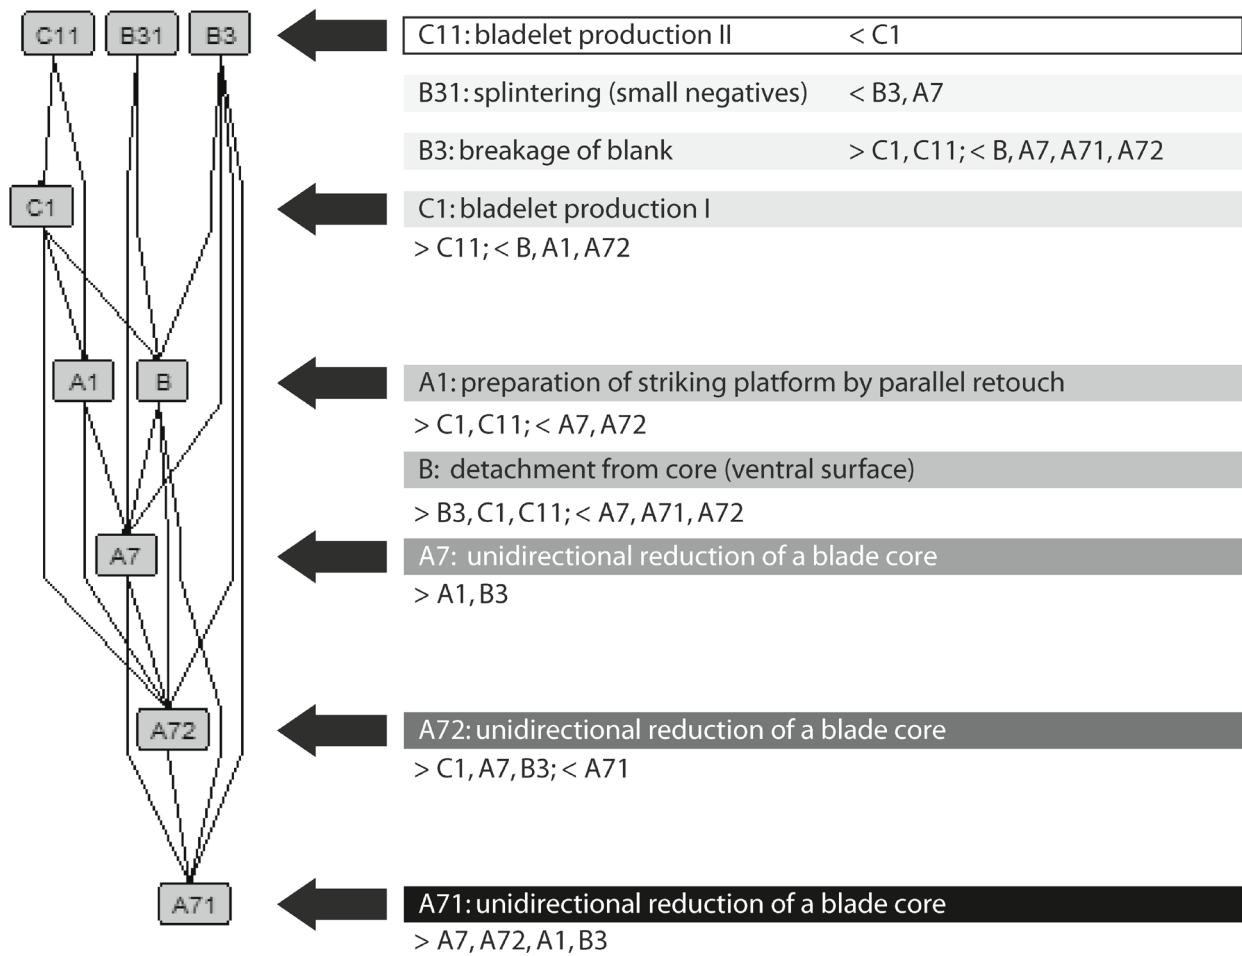 C11 B31 B3
C11: bladelet production II < C1
B31: splintering (small negatives) < B3, A7
B3: breakage of blank > C1, C11; < B, A7, A71, A72
C1
C1: bladelet production I
> C11; < B, A1, A72
A1 B
A1: preparation of striking platform by parallel retouch
> C1, C11; < A7, A72
B: detachment from core (ventral surface)
> B3, C1, C11; < A7, A71, A72
A7
A7: unidirectional reduction of a blade core
> A1, B3
A72
A72: unidirectional reduction of a blade core
> C1, A7, B3; < A71
A71
A71: unidirectional reduction of a blade core
> A7, A72, A1, B3